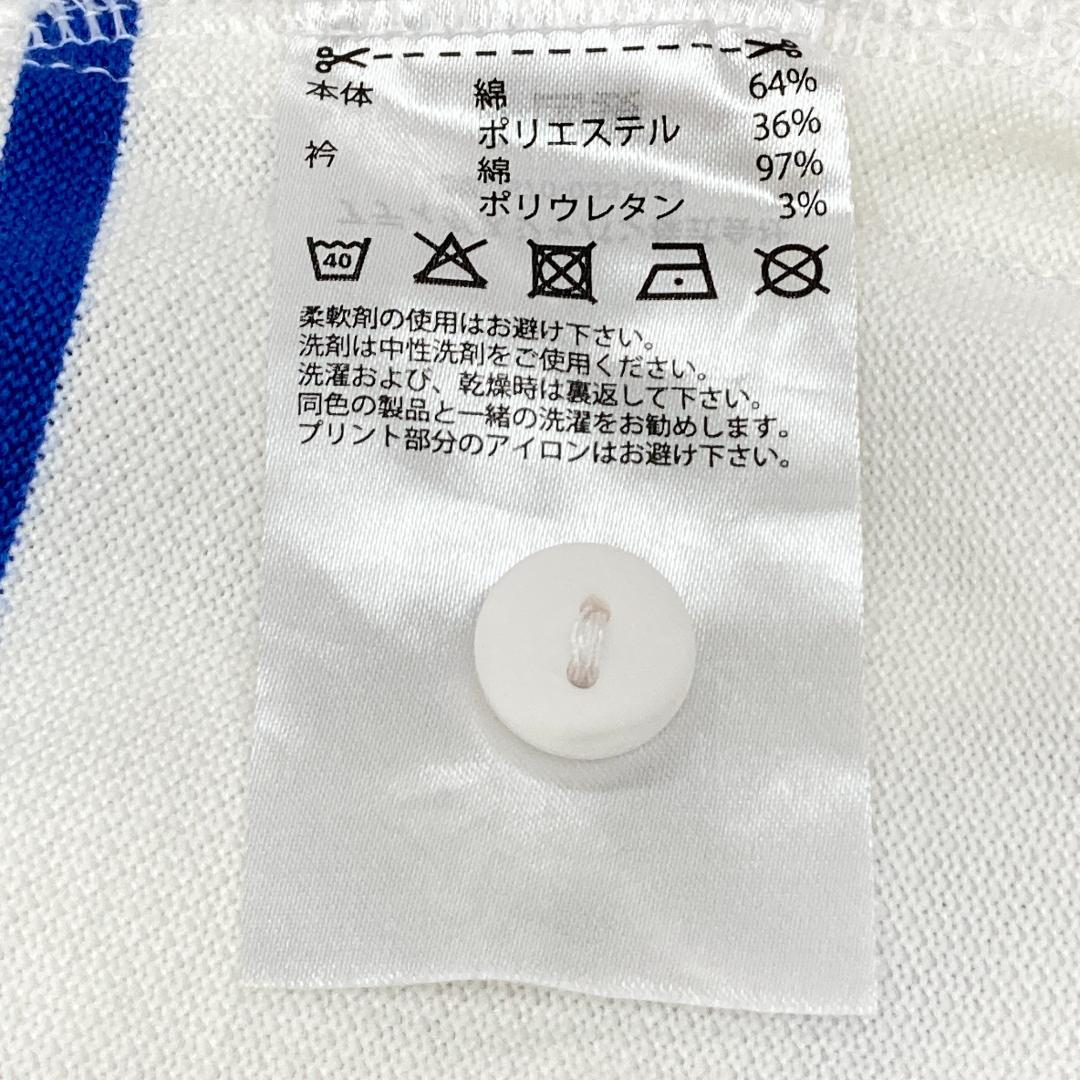 本体 綿 64%
ポリエステル 36%
衿 綿 97%
ポリウレタン 3%
40
柔軟剤の使用はお避け下さい。
洗剤は中性洗剤をご使用ください。
洗濯および、乾燥時は裏返して下さい。
同色の製品と一緒の洗濯をお勧めします。
プリント部分のアイロンはお避け下さい。